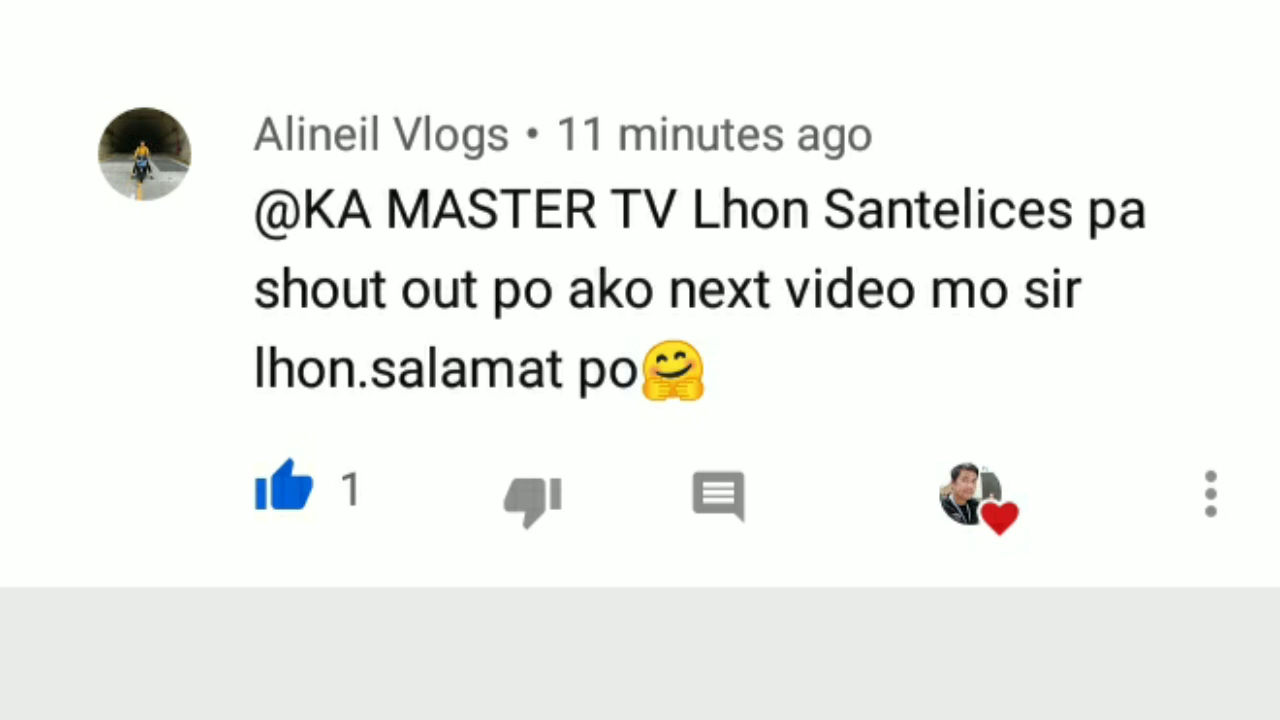 Alineil Vlogs • 11 minutes ago
@KA MASTER TV Lhon Santelices pa
shout out po ako next video mo sir
lhon.salamat po🤗
1